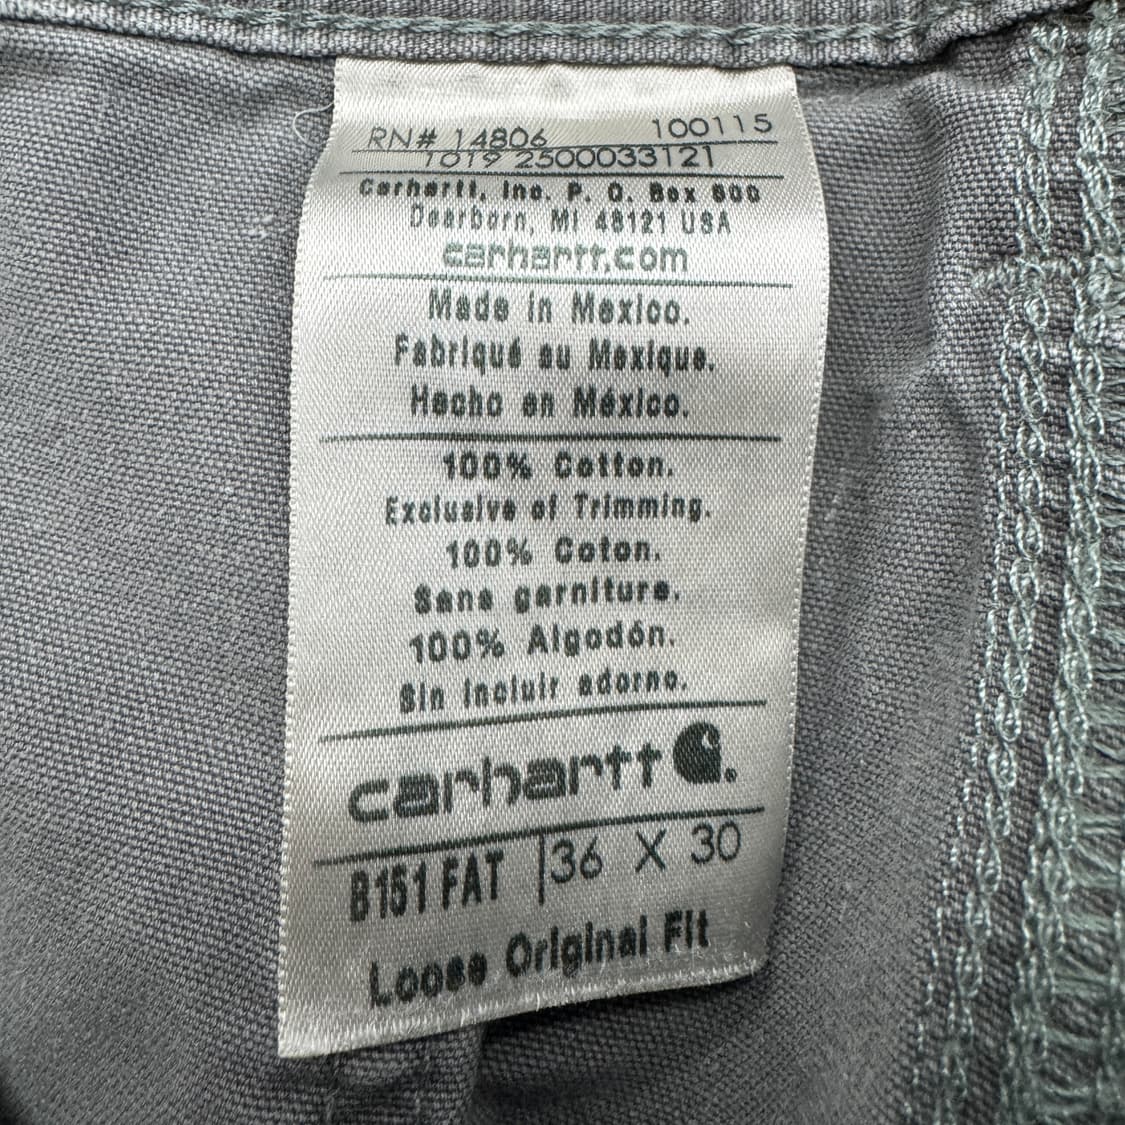 RN# 14806 100115
1019 2500033121
Carhartt, Inc. P. O. Box 600
Dearborn, MI 48121 USA
carhartt.com
Made in Mexico.
Fabriqué au Mexique.
Hecho en México.
100% Cotton.
Exclusive of Trimming.
100% Coton.
Sans garniture.
100% Algodón.
Sin incluir adorno.
carhartt.
B151 FAT 36 X 30
Loose Original Fit